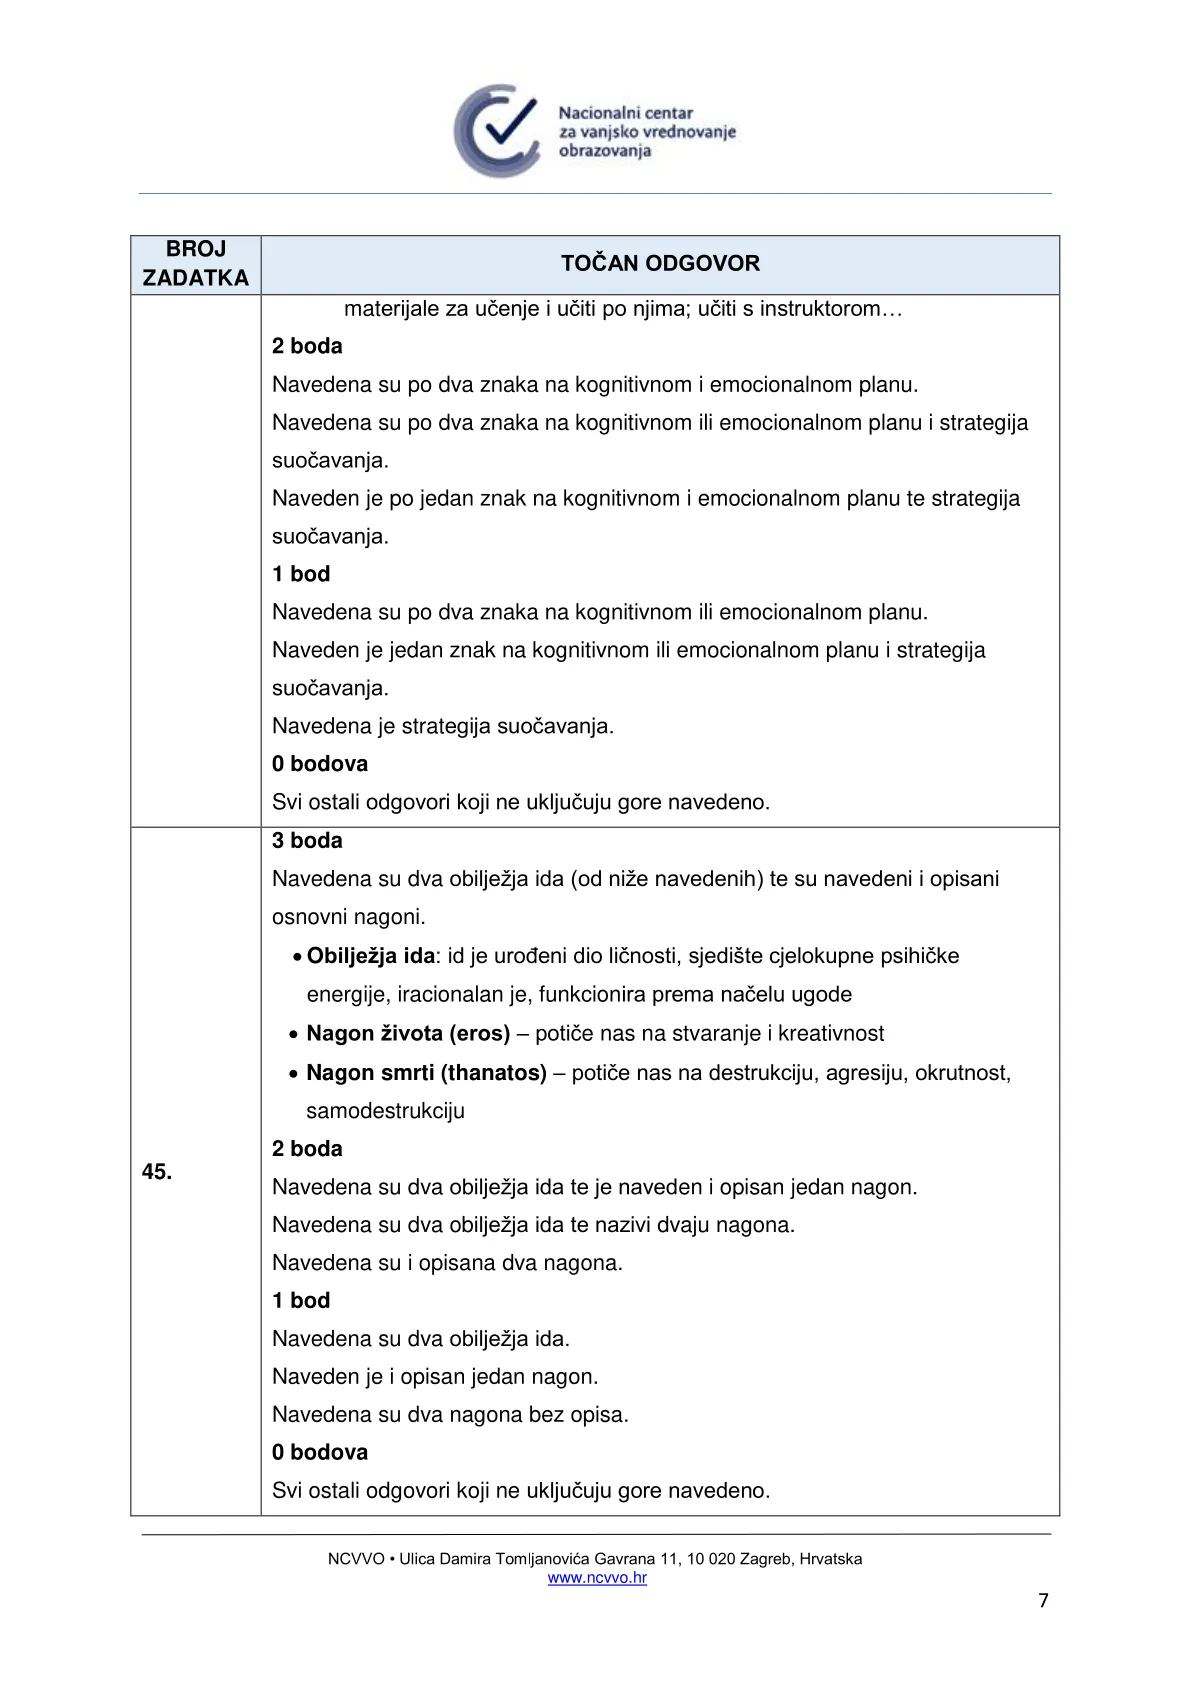 Nacionalni centar
za vanjsko vrednovanje
obrazovanja
BROJ
ZADATKA
TOČAN ODGOVOR
materijale za učenje i učiti po njima; učiti s instruktorom…
2 boda
Navedena su po dva znaka na kognitivnom i emocionalnom planu.
Navedena su po dva znaka na kognitivnom ili emocionalnom planu i strategija
suočavanja.
Naveden je po jedan znak na kognitivnom i emocionalnom planu te strategija
suočavanja.
1 bod
Navedena su po dva znaka na kognitivnom ili emocionalnom planu.
Naveden je jedan znak na kognitivnom ili emocionalnom planu i strategija
suočavanja.
Navedena je strategija suočavanja.
0 bodova
Svi ostali odgovori koji ne uključuju gore navedeno.
45.
3 boda
Navedena su dva obilježja ida (od niže navedenih) te su navedeni i opisani
osnovni nagoni.
• Obilježja ida: id je urođeni dio ličnosti, sjedište cjelokupne psihičke
energije, iracionalan je, funkcionira prema načelu ugode
• Nagon života (eros) – potiče nas na stvaranje i kreativnost
• Nagon smrti (thanatos) – potiče nas na destrukciju, agresiju, okrutnost,
samodestrukciju
2 boda
Navedena su dva obilježja ida te je naveden i opisan jedan nagon.
Navedena su dva obilježja ida te nazivi dvaju nagona.
Navedena su i opisana dva nagona.
1 bod
Navedena su dva obilježja ida.
Naveden je i opisan jedan nagon.
Navedena su dva nagona bez opisa.
0 bodova
Svi ostali odgovori koji ne uključuju gore navedeno.
NCVVO • Ulica Damira Tomljanovića Gavrana 11, 10 020 Zagreb, Hrvatska
www.ncvvo.hr
7